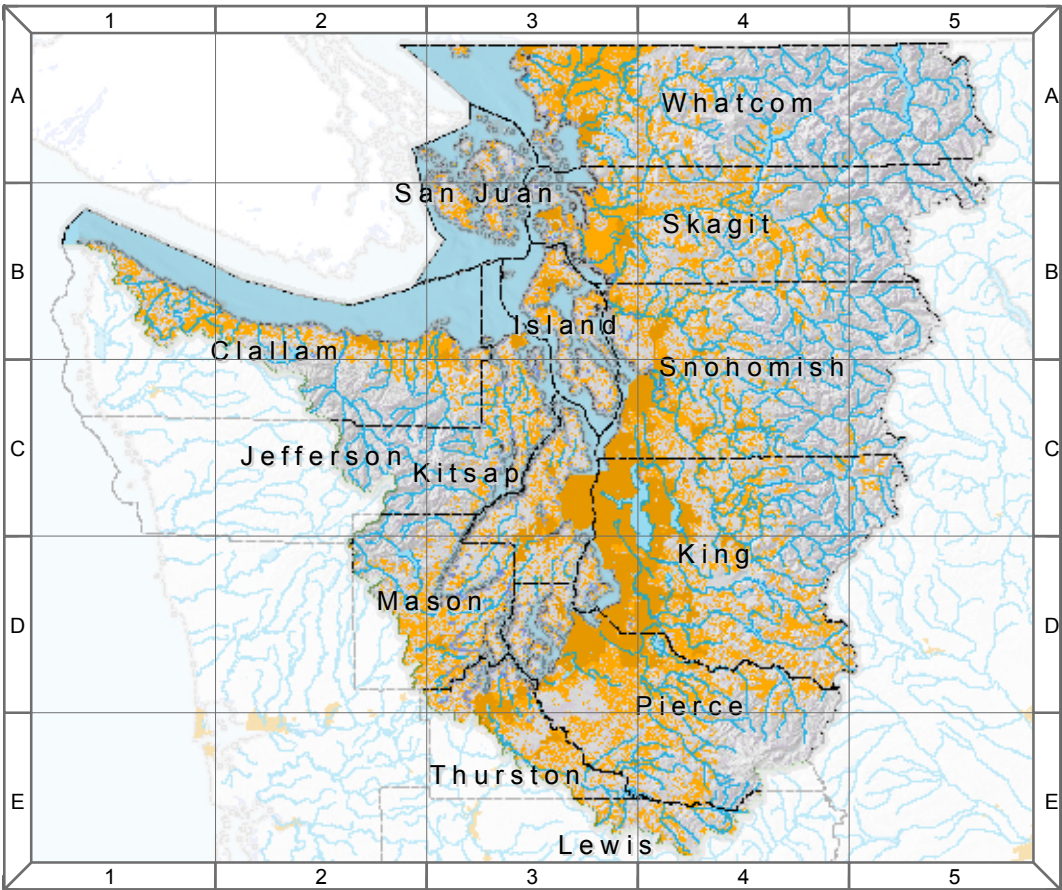 1 2 3 4 5
A Whatcom A
San Juan
Skagit
B B
Island
Clallam
Snohomish
C Jefferson C
Kitsap
King
Mason
D D
Pierce
Thurston
E E
Lewis
1 2 3 4 5